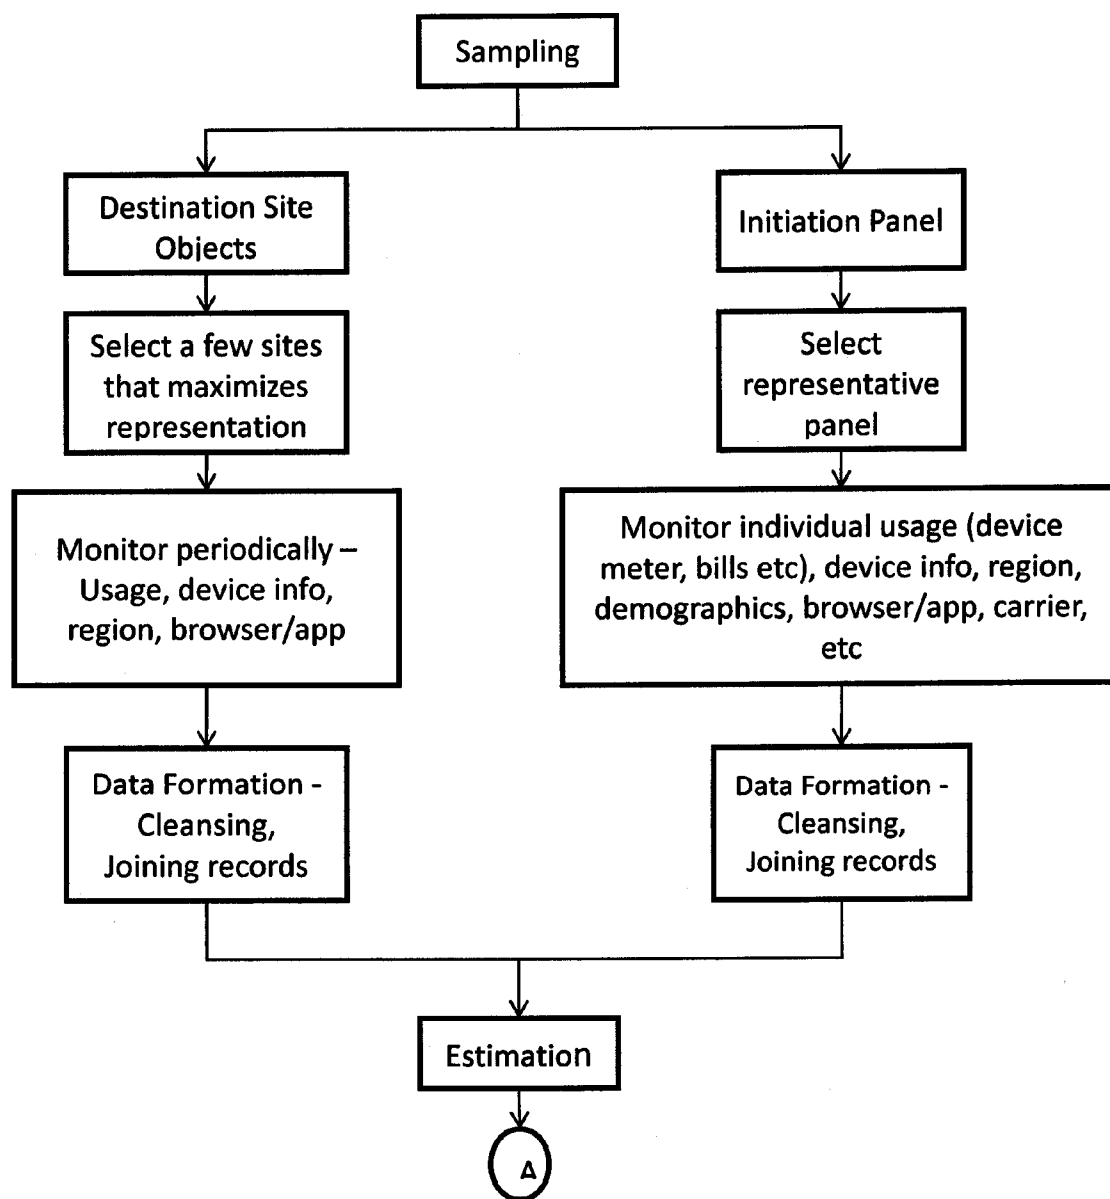 Sampling
Destination Site
Objects
Initiation Panel
Select a few sites
that maximizes
representation
Select
representative
panel
Monitor periodically –
Usage, device info,
region, browser/app
Monitor individual usage (device
meter, bills etc), device info, region,
demographics, browser/app, carrier,
etc
Data Formation -
Cleansing,
Joining records
Data Formation -
Cleansing,
Joining records
Estimation
A